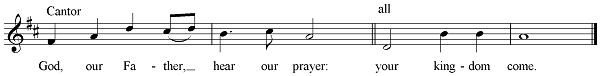 Cantor all
God, our Fa - ther, hear our prayer: your king - dom come.